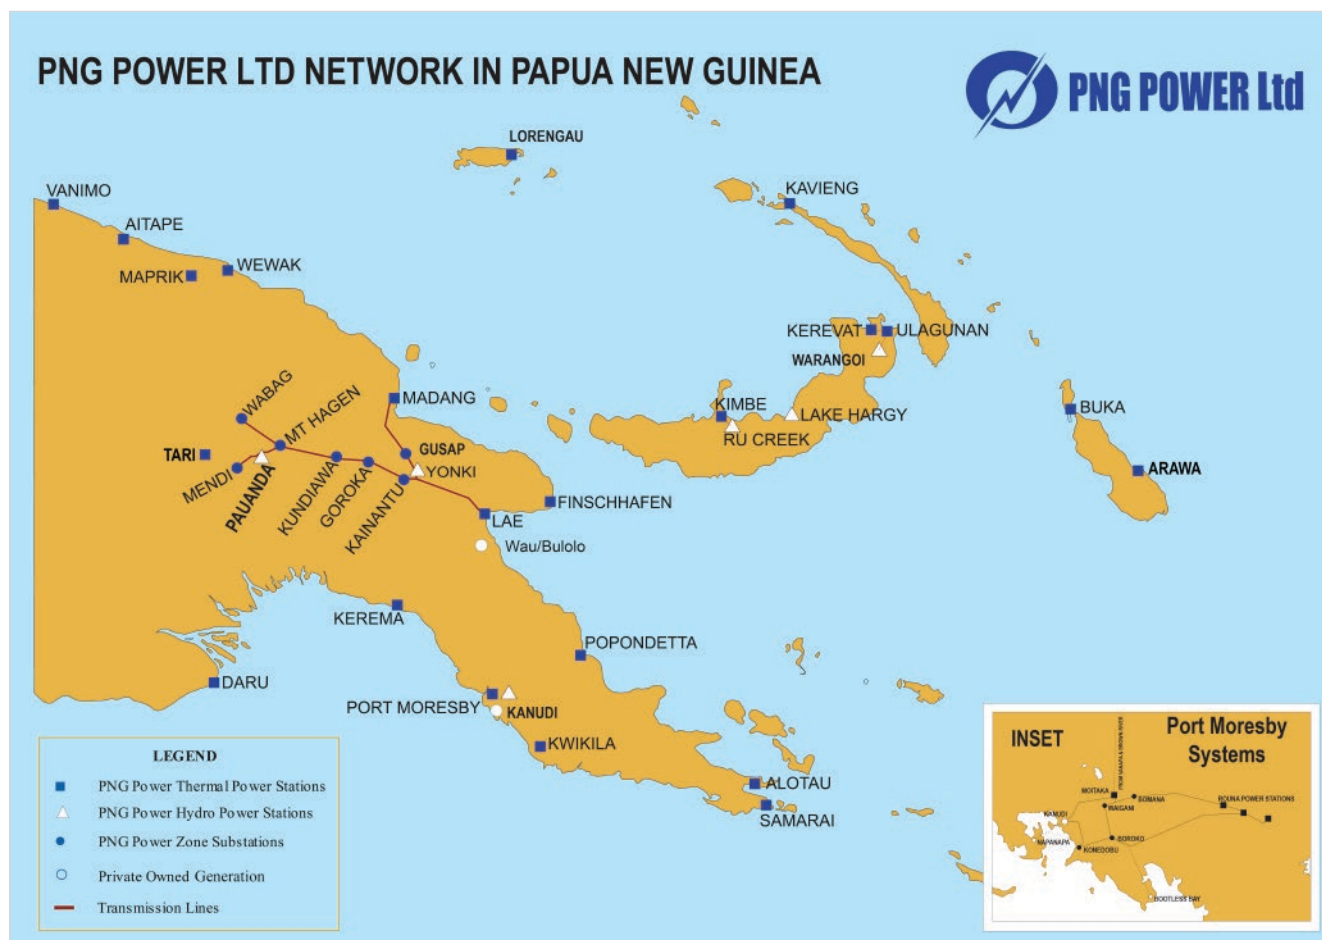 PNG POWER LTD NETWORK IN PAPUA NEW GUINEA
PNG POWER Ltd
LORENGAU
VANIMO
KAVIENG
AITAPE
MAPRIK
WEWAK
KEREVAT
ULAGUNAN
WARANGOI
WABAG
MT HAGEN
MADANG
KIMBE
LAKE HARGY
BUKA
RU CREEK
TARI
MENDI
PAUANDA
KUNDIAWA
GOROKA
KAINANTU
GUSAP
YONKI
ARAWA
FINSCHHAFEN
LAE
Wau/Bulolo
KEREMA
POPONDETTA
DARU
PORT MORESBY
KANUDI
KWIKILA
ALOTAU
SAMARAI
LEGEND
PNG Power Thermal Power Stations
PNG Power Hydro Power Stations
PNG Power Zone Substations
Private Owned Generation
Transmission Lines
INSET
Port Moresby
Systems
MOITAKA
BOMANA
WAIGANI
ROUNA POWER STATIONS
KANUDI
BOROKO
NAPANAPA
KONEDOBU
BOOTLESS BAY